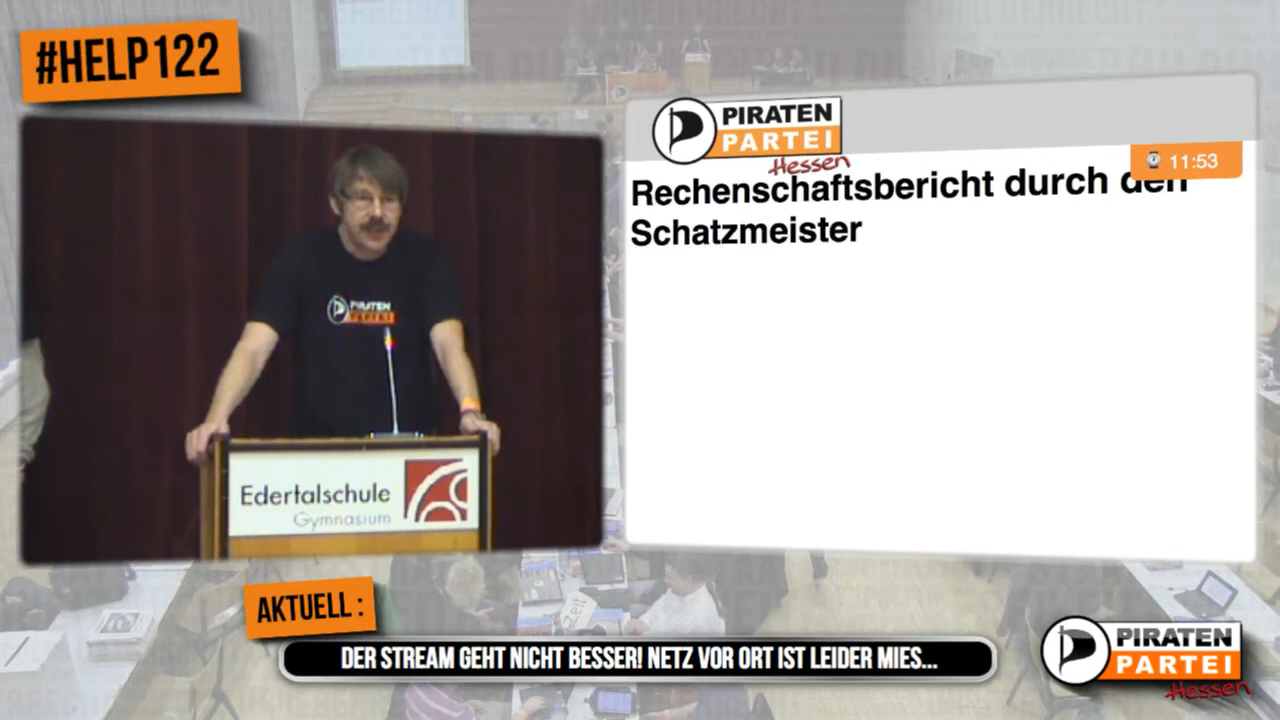 #HELP122
PIRATEN
PARTEI
Hessen
11:53
Rechenschaftsbericht durch den
Schatzmeister
PIRATEN
PARTEI
Edertalschule
Gymnasium
AKTUELL :
DER STREAM GEHT NICHT BESSER! NETZ VOR ORT IST LEIDER MIES...
PIRATEN
PARTEI
Hessen